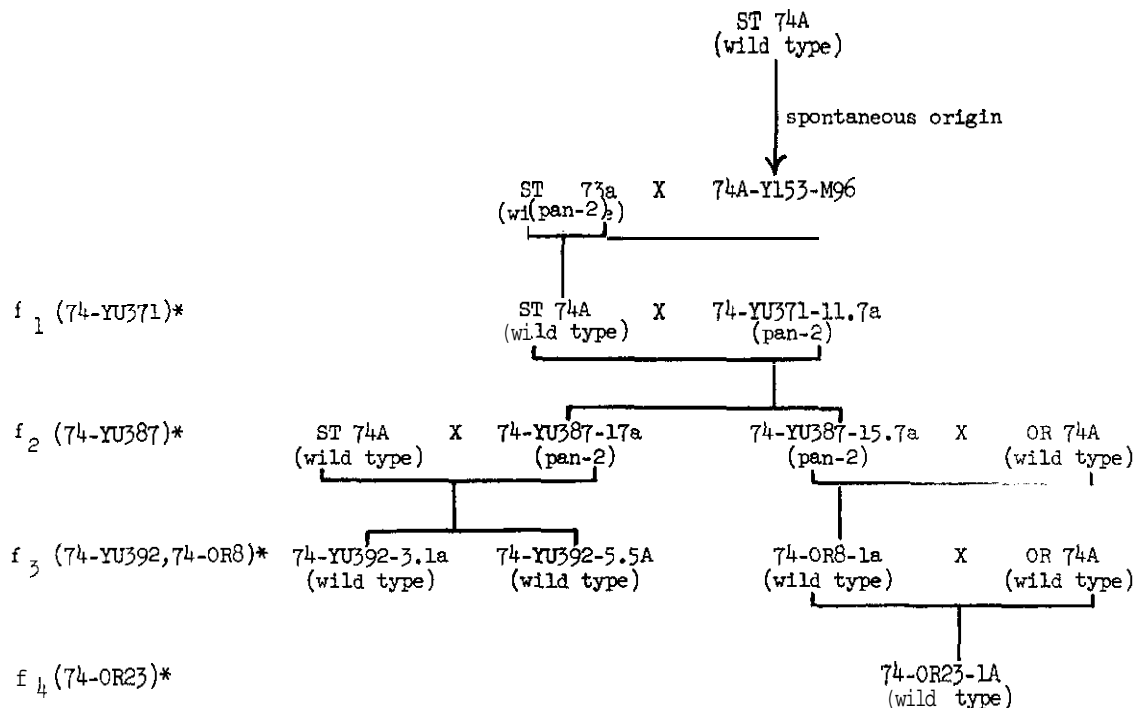 ST 74A
(wild type)
spontaneous origin
ST 73a X 74A-Y153-M96
(pan-2)
f 1 (74-YU371)* ST 74A X 74-YU371-11.7a
(wild type) (pan-2)
f 2 (74-YU387)* ST 74A X 74-YU387-17a 74-YU387-15.7a X OR 74A
(wild type) (pan-2) (pan-2) (wild type)
f 3 (74-YU392,74-OR8)* 74-YU392-3.1a 74-YU392-5.5A 74-OR8-1a X OR 74A
(wild type) (wild type) (wild type) (wild type)
f 4 (74-OR23)* 74-OR23-1A
(wild type)